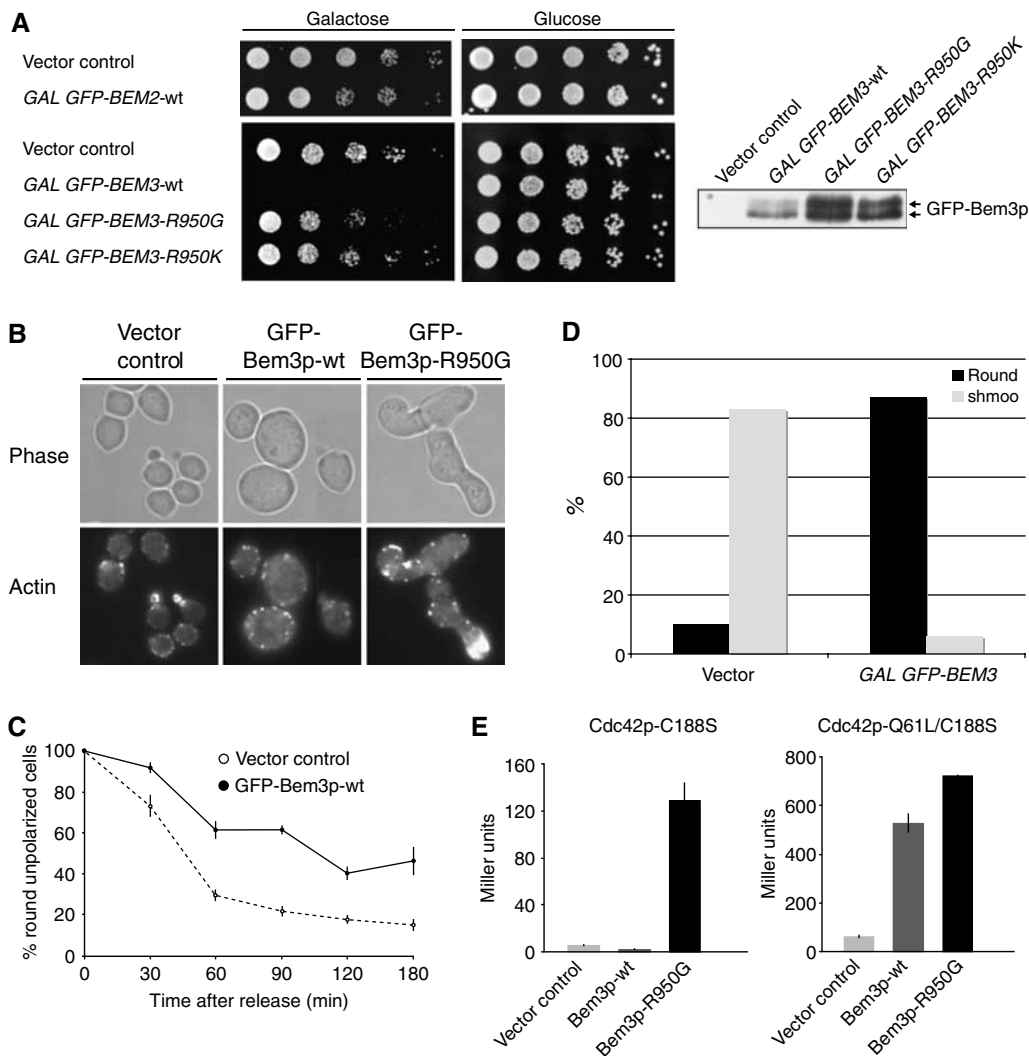 A
Galactose
Glucose
Vector control
GAL GFP-BEM2-wt
Vector control
GAL GFP-BEM3-wt
GAL GFP-BEM3-R950G
GAL GFP-BEM3-R950K
Vector control
GAL GFP-BEM3-wt
GAL GFP-BEM3-R950G
GAL GFP-BEM3-R950K
GFP-Bem3p
B
Vector control
GFP-Bem3p-wt
GFP-Bem3p-R950G
Phase
Actin
C
% round unpolarized cells
100
80
60
40
20
0
Vector control
GFP-Bem3p-wt
0 30 60 90 120 180
Time after release (min)
D
%
100
80
60
40
20
0
Round
shmoo
Vector
GAL GFP-BEM3
E
Cdc42p-C188S
Miller units
160
120
80
40
0
Vector control
Bem3p-wt
Bem3p-R950G
Cdc42p-Q61L/C188S
Miller units
800
600
400
200
0
Vector control
Bem3p-wt
Bem3p-R950G